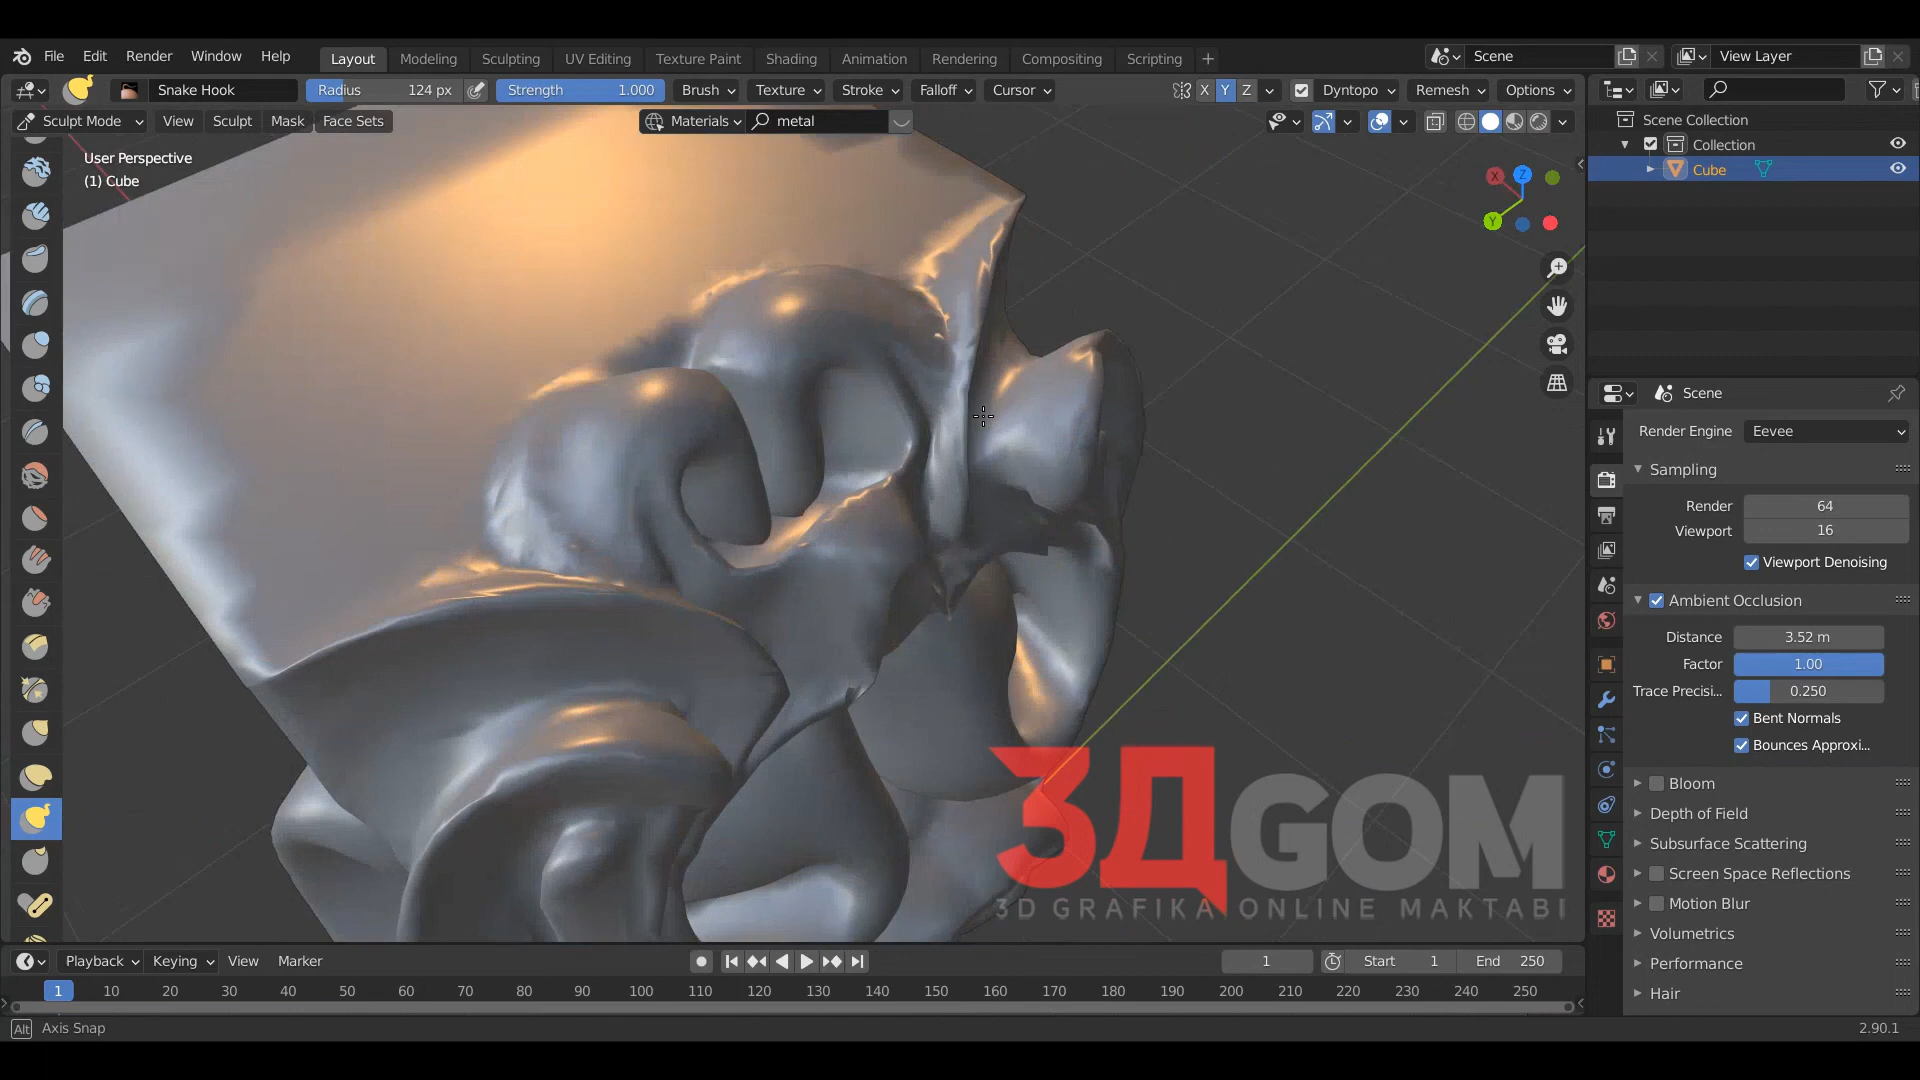 File Edit Render Window Help Layout Modeling Sculpting UV Editing Texture Paint Shading Animation Rendering Compositing Scripting + Scene View Layer
Snake Hook Radius 124 px Strength 1.000 Brush Texture Stroke Falloff Cursor X Y Z Dyntopo Remesh Options
Sculpt Mode View Sculpt Mask Face Sets Materials metal
User Perspective
(1) Cube
X Z
Y
Scene Collection
Collection
Cube
Scene
Render Engine Eevee
Sampling
Render 64
Viewport 16
Viewport Denoising
Ambient Occlusion
Distance 3.52 m
Factor 1.00
Trace Precisi... 0.250
Bent Normals
Bounces Approxi...
Bloom
Depth of Field
Subsurface Scattering
Screen Space Reflections
Motion Blur
Volumetrics
Performance
Hair
3ДGOM
3D GRAFIKA ONLINE MAKTABI
Playback Keying View Marker 1 Start 1 End 250
1 10 20 30 40 50 60 70 80 90 100 110 120 130 140 150 160 170 180 190 200 210 220 230 240 250
Alt Axis Snap 2.90.1